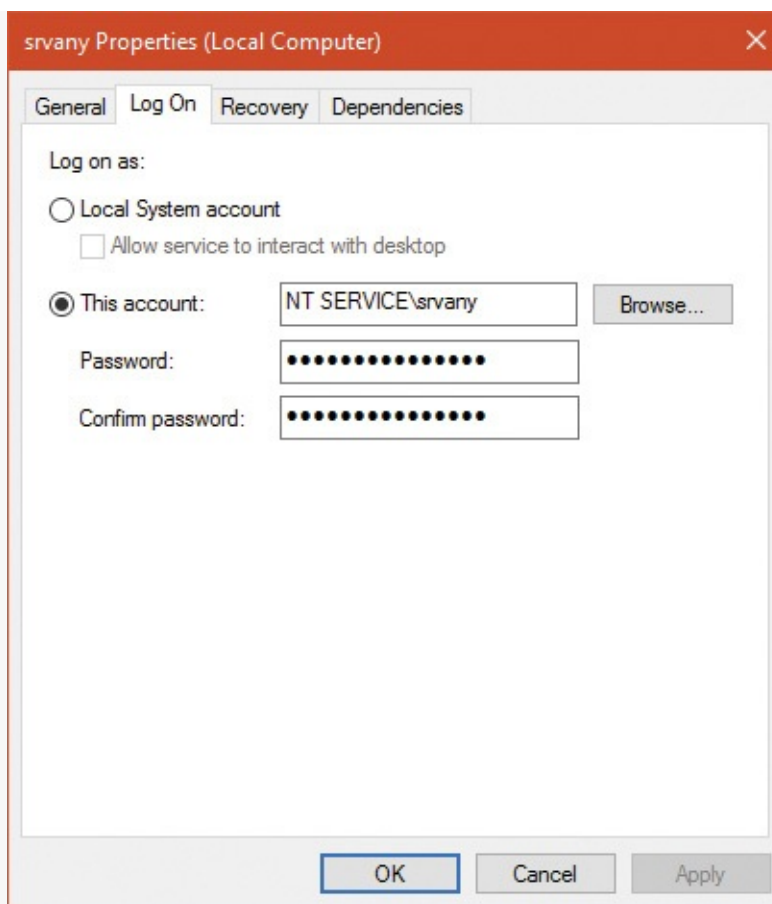 srvany Properties (Local Computer)
General Log On Recovery Dependencies
Log on as:
Local System account
Allow service to interact with desktop
This account: NT SERVICE\srvany Browse...
Password: •••••••••••••••
Confirm password: •••••••••••••••
OK Cancel Apply